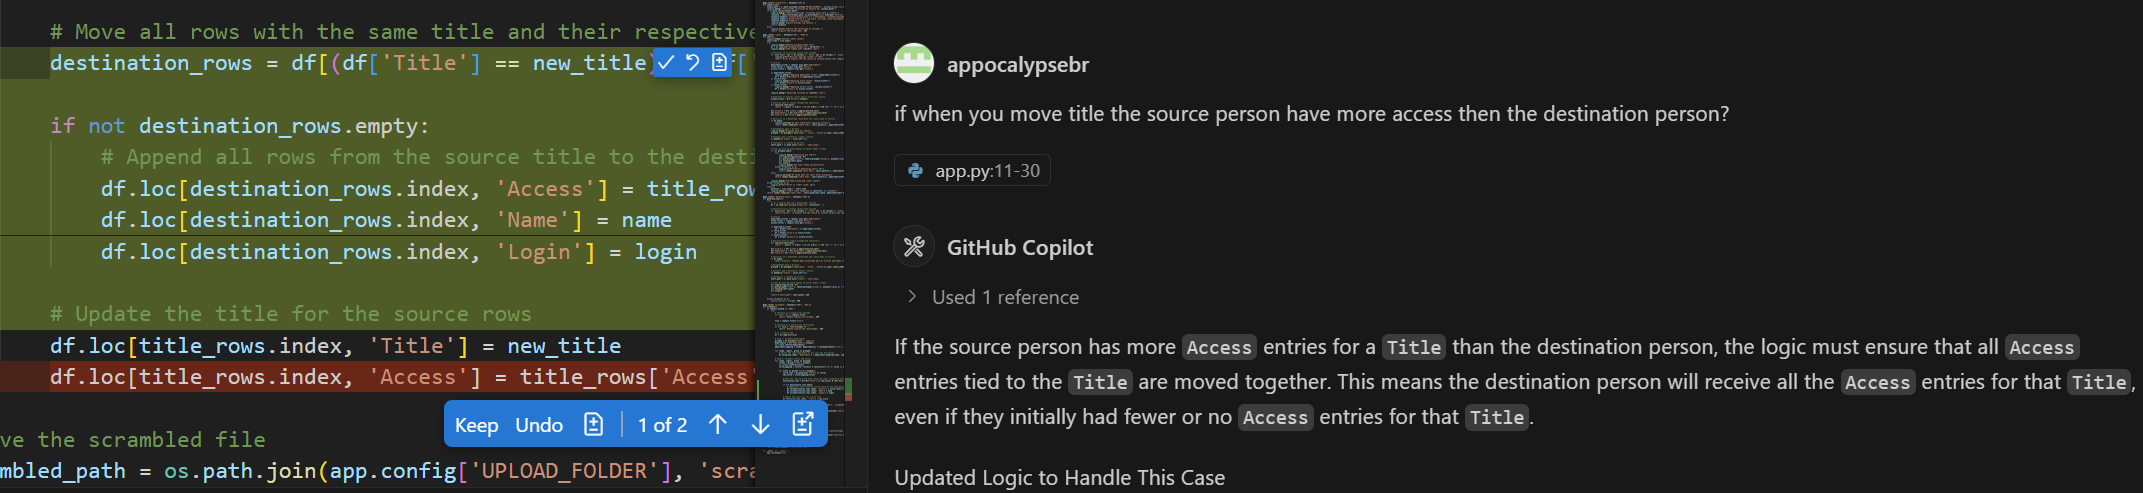 # Move all rows with the same title and their respective
destination_rows = df[(df['Title'] == new_title) df['
if not destination_rows.empty:
# Append all rows from the source title to the desti
df.loc[destination_rows.index, 'Access'] = title_row
df.loc[destination_rows.index, 'Name'] = name
df.loc[destination_rows.index, 'Login'] = login
# Update the title for the source rows
df.loc[title_rows.index, 'Title'] = new_title
df.loc[title_rows.index, 'Access'] = title_rows['Access'
Keep Undo 1 of 2
ve the scrambled file
mbled_path = os.path.join(app.config['UPLOAD_FOLDER'], 'scra
appocalypsebr
if when you move title the source person have more access then the destination person?
app.py:11-30
GitHub Copilot
Used 1 reference
If the source person has more Access entries for a Title than the destination person, the logic must ensure that all Access
entries tied to the Title are moved together. This means the destination person will receive all the Access entries for that Title,
even if they initially had fewer or no Access entries for that Title.
Updated Logic to Handle This Case